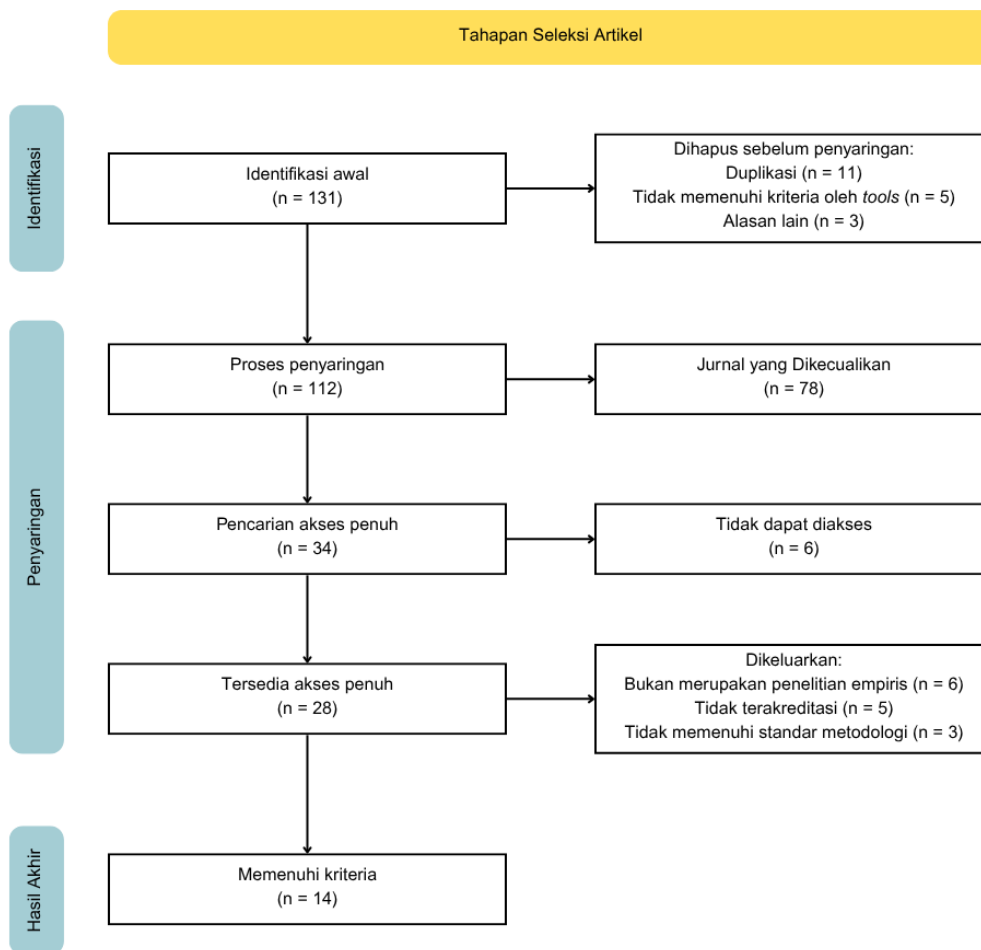 Tahapan Seleksi Artikel
Identifikasi
Identifikasi awal
(n = 131)
Dihapus sebelum penyaringan:
Duplikasi (n = 11)
Tidak memenuhi kriteria oleh tools (n = 5)
Alasan lain (n = 3)
Penyaringan
Proses penyaringan
(n = 112)
Jurnal yang Dikecualikan
(n = 78)
Pencarian akses penuh
(n = 34)
Tidak dapat diakses
(n = 6)
Tersedia akses penuh
(n = 28)
Dikeluarkan:
Bukan merupakan penelitian empiris (n = 6)
Tidak terakreditasi (n = 5)
Tidak memenuhi standar metodologi (n = 3)
Hasil Akhir
Memenuhi kriteria
(n = 14)